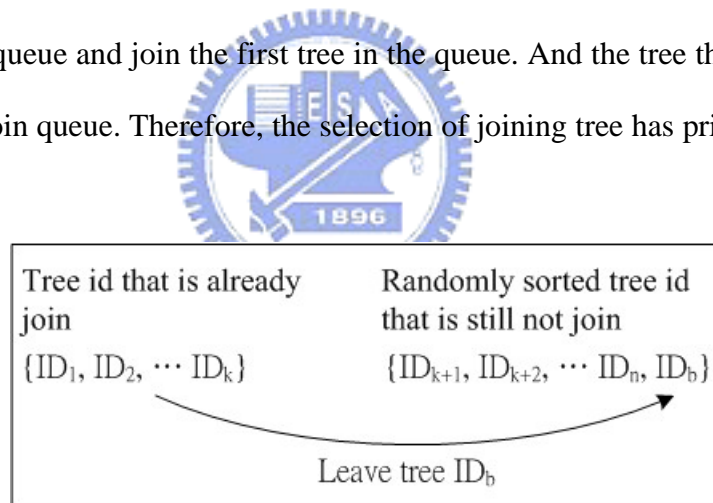 queue and join the first tree in the queue. And the tree th
oin queue. Therefore, the selection of joining tree has pri
E S A
1896
Tree id that is already
join
{ID₁, ID₂, ⋯ IDₖ}
Randomly sorted tree id
that is still not join
{IDₖ₊₁, IDₖ₊₂, ⋯ IDₙ, ID_b}
Leave tree ID_b